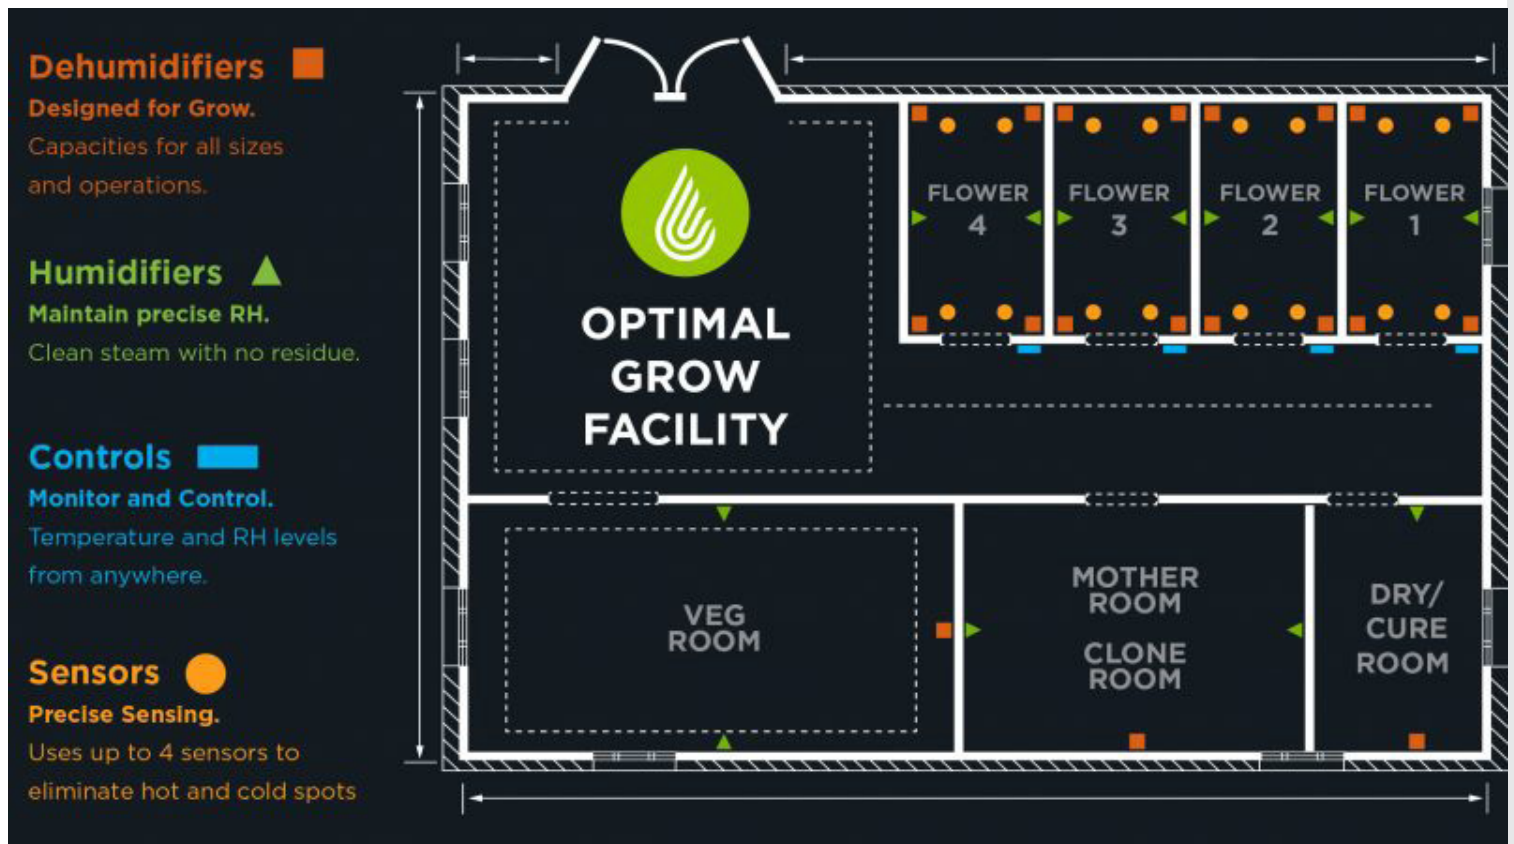 Dehumidifiers
Designed for Grow.
Capacities for all sizes
and operations.
Humidifiers
Maintain precise RH.
Clean steam with no residue.
Controls
Monitor and Control.
Temperature and RH levels
from anywhere.
Sensors
Precise Sensing.
Uses up to 4 sensors to
eliminate hot and cold spots
OPTIMAL
GROW
FACILITY
FLOWER
4
FLOWER
3
FLOWER
2
FLOWER
1
VEG
ROOM
MOTHER
ROOM
CLONE
ROOM
DRY/
CURE
ROOM